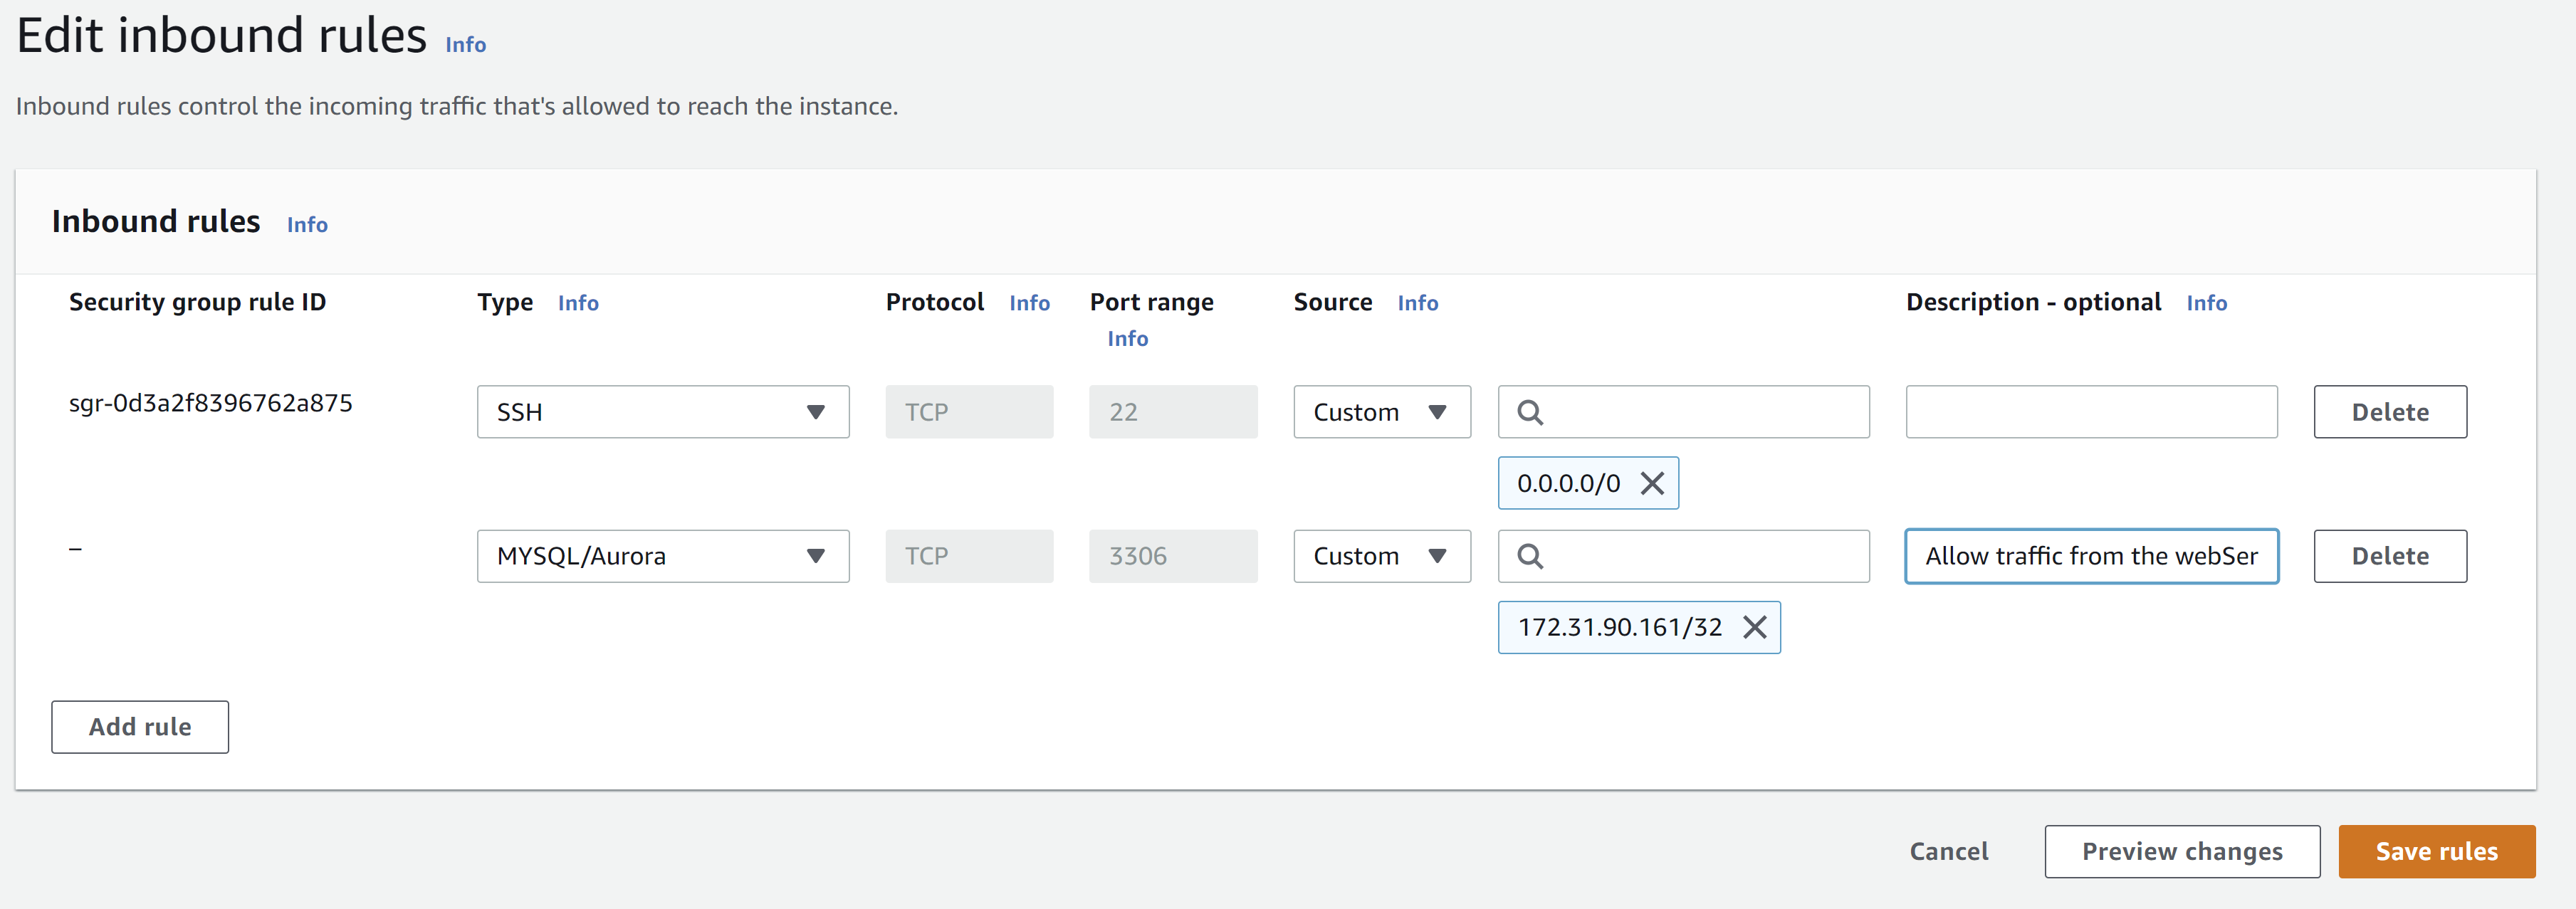 Edit inbound rules Info
Inbound rules control the incoming traffic that's allowed to reach the instance.
Inbound rules Info
Security group rule ID Type Info Protocol Info Port range Info Source Info Description - optional Info
sgr-0d3a2f8396762a875 SSH TCP 22 Custom Delete
0.0.0.0/0
– MYSQL/Aurora TCP 3306 Custom Allow traffic from the webSer Delete
172.31.90.161/32
Add rule
Cancel Preview changes Save rules